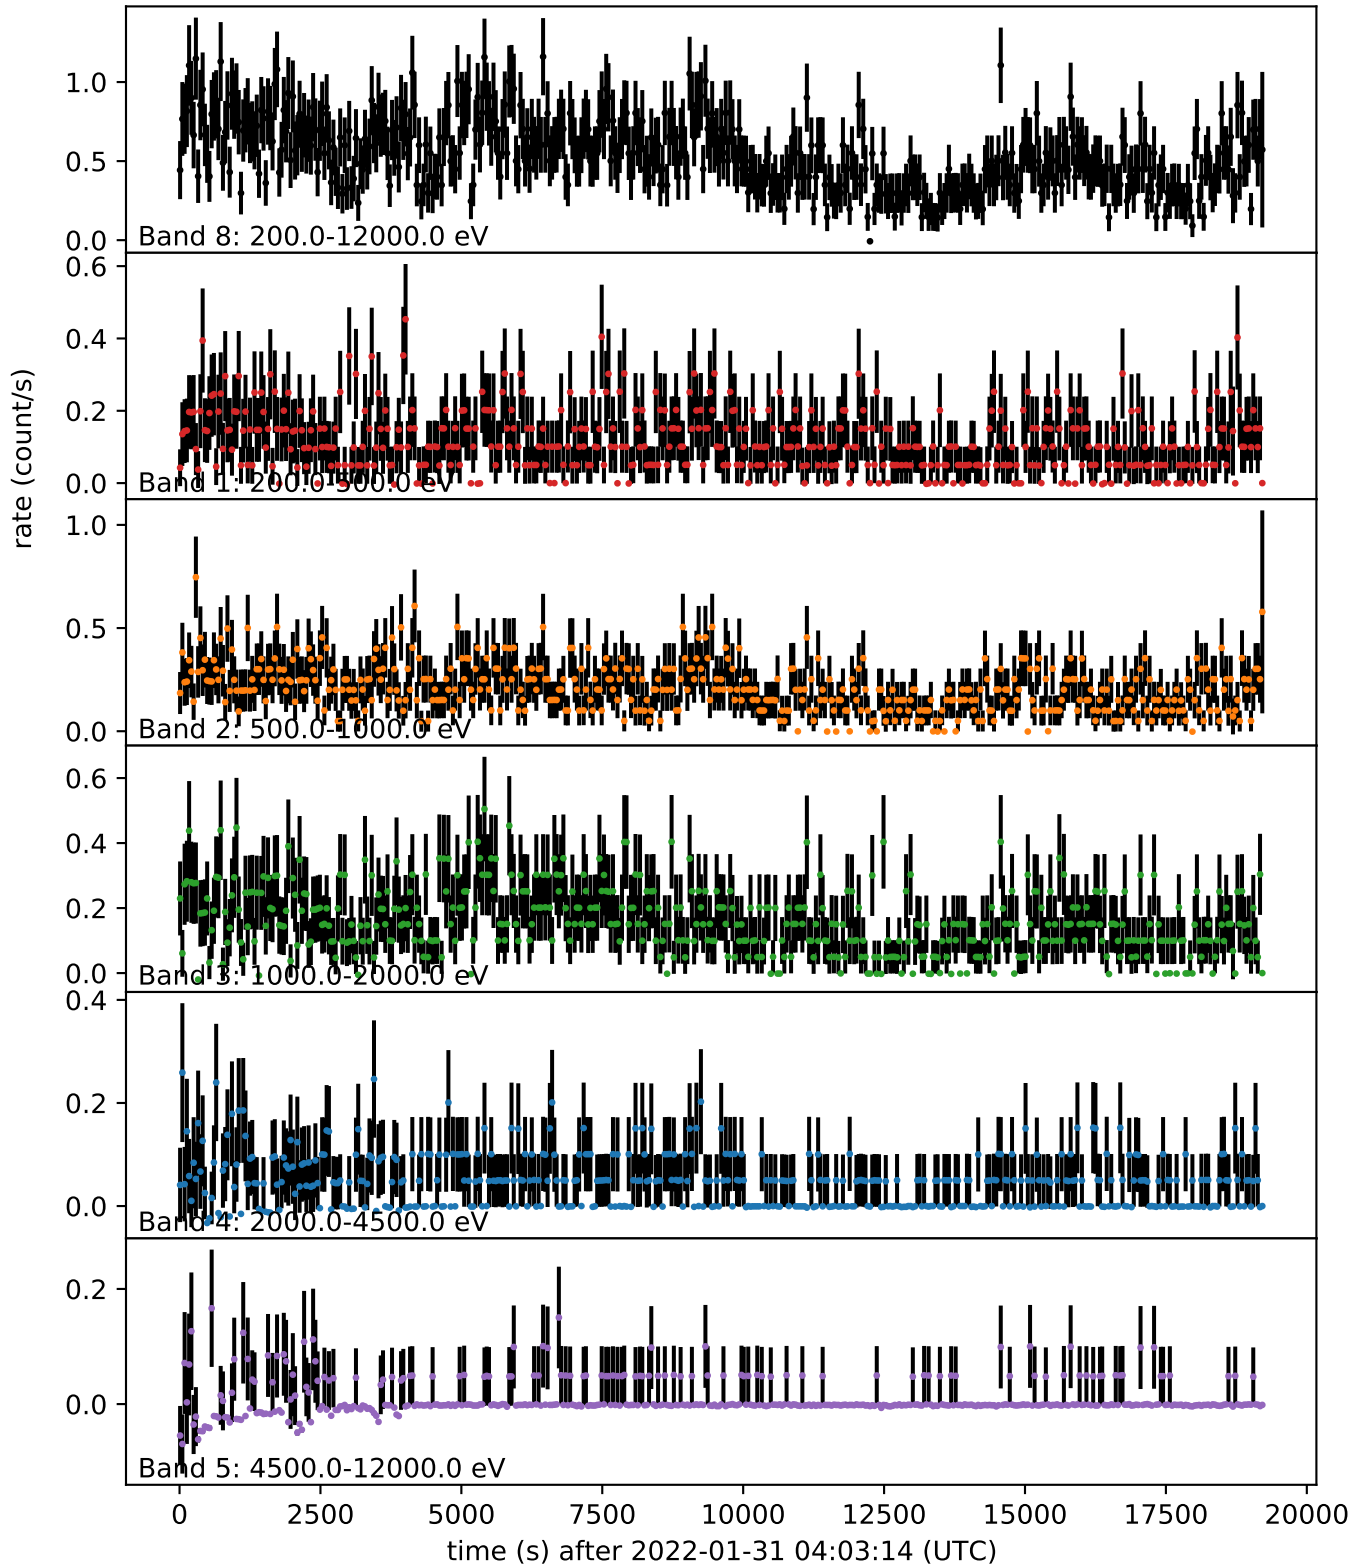 1.0
0.5
0.0
Band 8: 200.0-12000.0 eV
0.6
0.4
0.2
0.0
Band 1: 200.0-500.0 eV
rate (count/s)
1.0
0.5
0.0
Band 2: 500.0-1000.0 eV
0.6
0.4
0.2
0.0
Band 3: 1000.0-2000.0 eV
0.4
0.2
0.0
Band 4: 2000.0-4500.0 eV
0.2
0.0
Band 5: 4500.0-12000.0 eV
0 2500 5000 7500 10000 12500 15000 17500 20000
time (s) after 2022-01-31 04:03:14 (UTC)